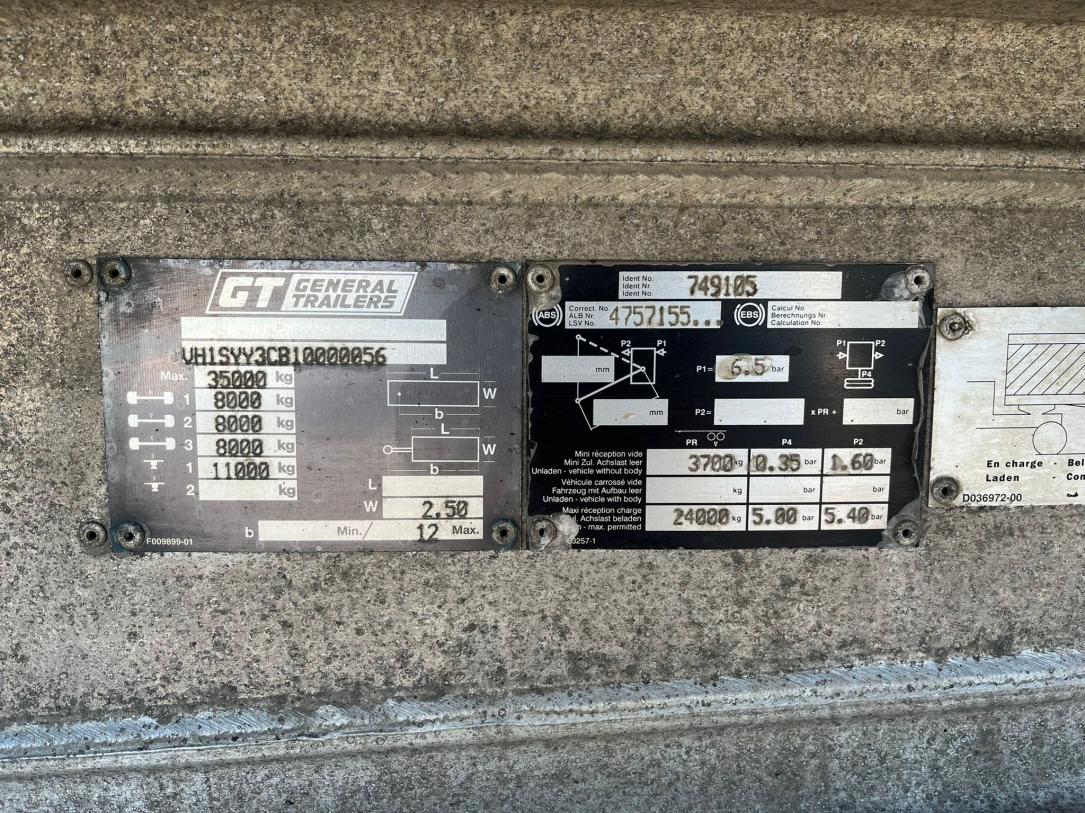 GT GENERAL
TRAILERS
VH1SYY3CB10000056
Max. 35000 kg
1 8000 kg
2 8000 kg
3 8000 kg
1 11000 kg
2 kg
L
W
b
L
W
b
L
W 2.50
b Min./ 12 Max.
F009899-01
Ident No.
Ident Nr.
Ident No.
749105
ABS
Correct. No.
ALB Nr.
LSV No.
4757155...
EBS
Calcul No
Berechnungs Nr
Calculation No.
mm
P2 P1
mm
P1= 6.5 bar
P1 P2
P4
P2= x PR + bar
PR P4 P2
Mini réception vide
Mini Zul. Achslast leer
Unladen - vehicle without body
3700 kg 0.35 bar 1.60 bar
Véhicule carrossé vide
Fahrzeug mit Aufbau leer
Unladen - vehicle with body
kg bar bar
Maxi réception charge
Achslast beladen
- max. permitted
24000 kg 5.00 bar 5.40 bar
3257-1
En charge - Bel
Laden - Con
D036972-00